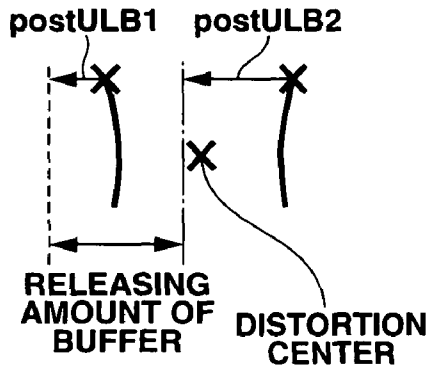 postULB1 postULB2
RELEASING
AMOUNT OF
BUFFER
DISTORTION
CENTER